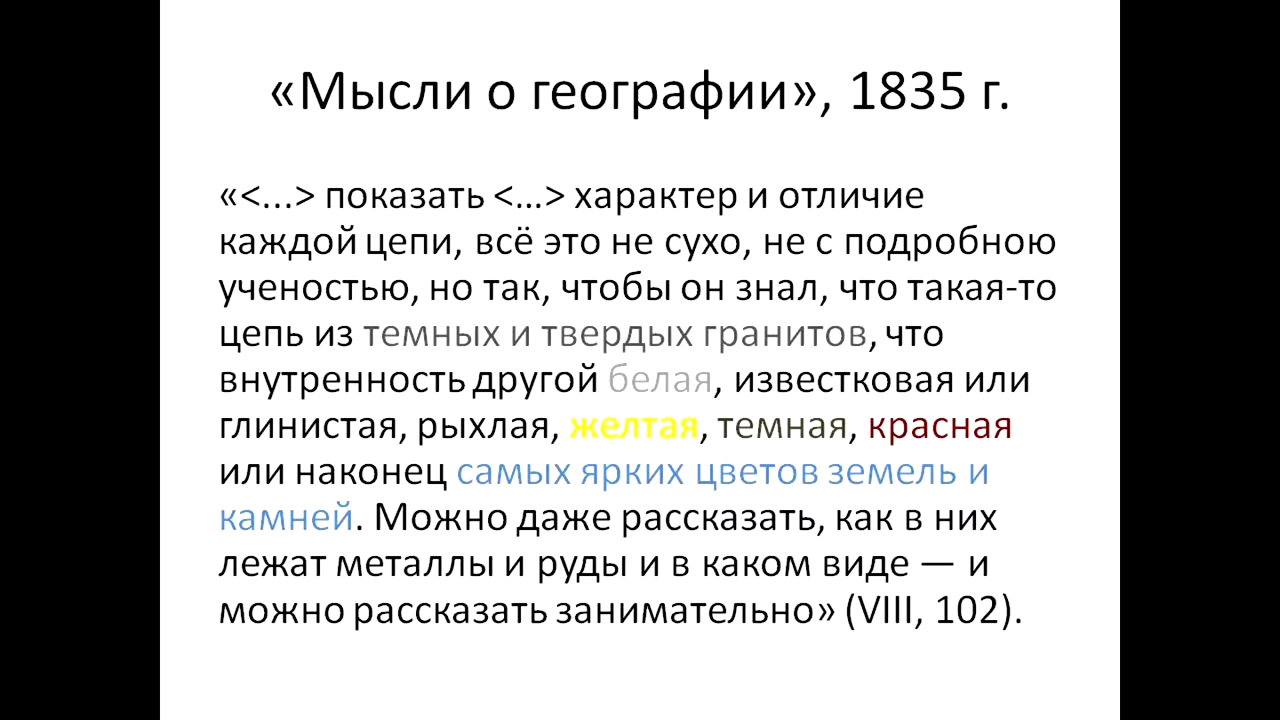 «Мысли о географии», 1835 г.
«<...> показать <…> характер и отличие
каждой цепи, всё это не сухо, не с подробною
ученостью, но так, чтобы он знал, что такая-то
цепь из темных и твердых гранитов, что
внутренность другой белая, известковая или
глинистая, рыхлая, желтая, темная, красная
или наконец самых ярких цветов земель и
камней. Можно даже рассказать, как в них
лежат металлы и руды и в каком виде — и
можно рассказать занимательно» (VIII, 102).